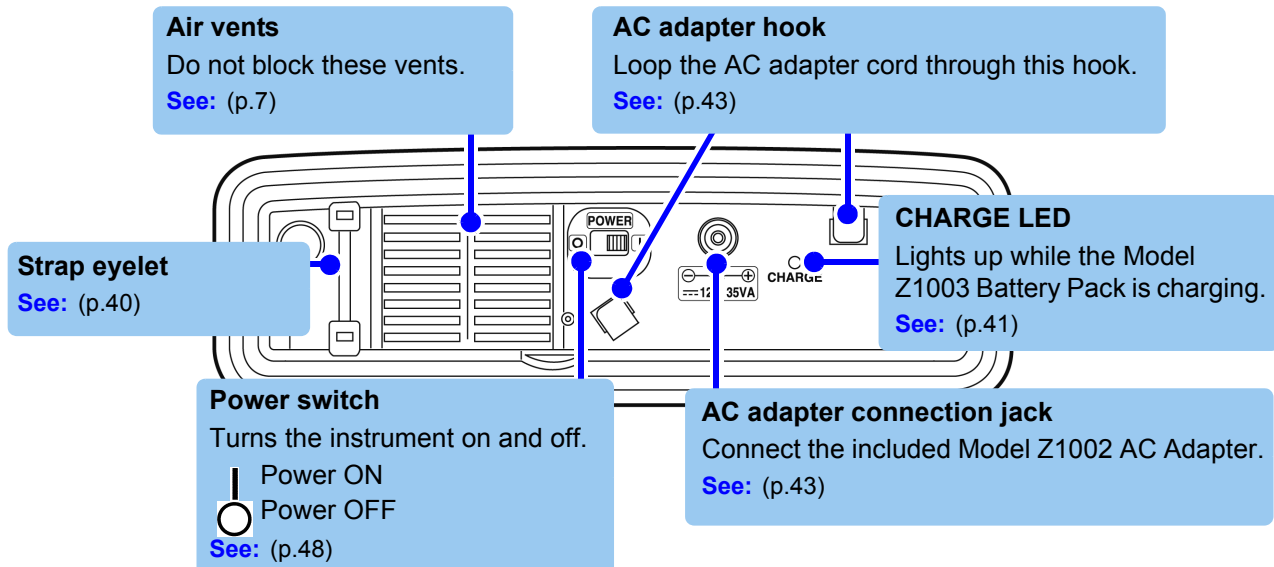 Air vents
Do not block these vents.
See: (p.7)
AC adapter hook
Loop the AC adapter cord through this hook.
See: (p.43)
Strap eyelet
See: (p.40)
POWER
CHARGE
35VA
CHARGE LED
Lights up while the Model
Z1003 Battery Pack is charging.
See: (p.41)
Power switch
Turns the instrument on and off.
Power ON
Power OFF
See: (p.48)
AC adapter connection jack
Connect the included Model Z1002 AC Adapter.
See: (p.43)